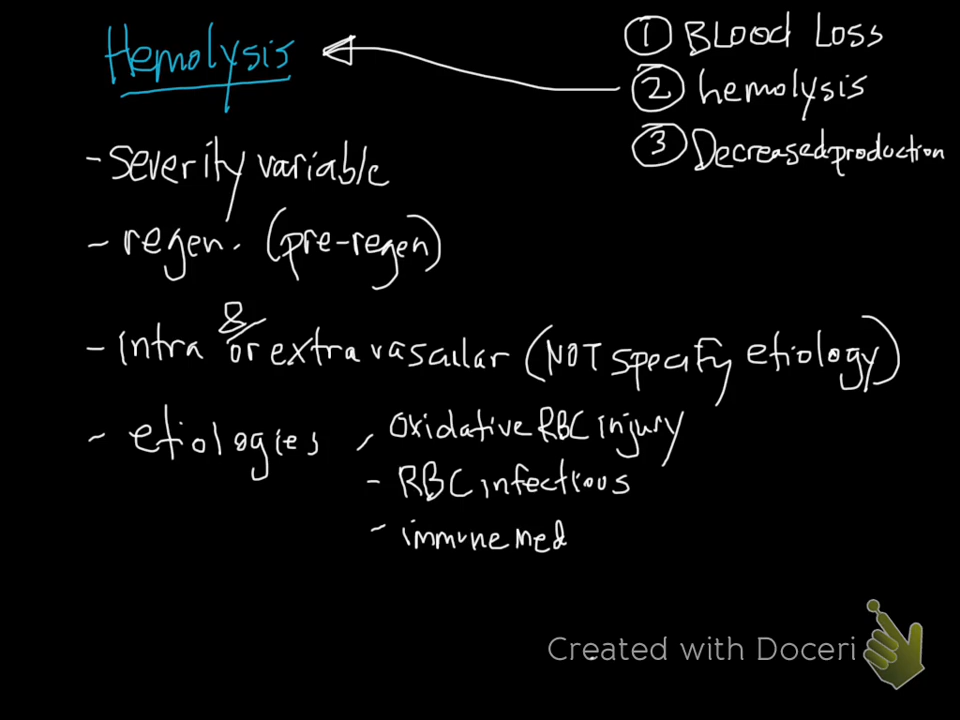 Hemolysis
① Blood Loss
② hemolysis
③ Decreased production
- severity variable
- regen. (pre-regen)
- intra &/or extravascular (NOT specify etiology)
- etiologies
- oxidative RBC injury
- RBC infectious
- immune med
Created with Doceri